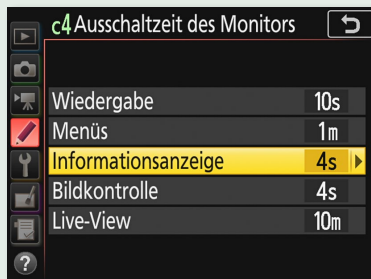 c4 Ausschaltzeit des Monitors
Wiedergabe 10s
Menüs 1m
Informationsanzeige 4s
Bildkontrolle 4s
Live-View 10m
?